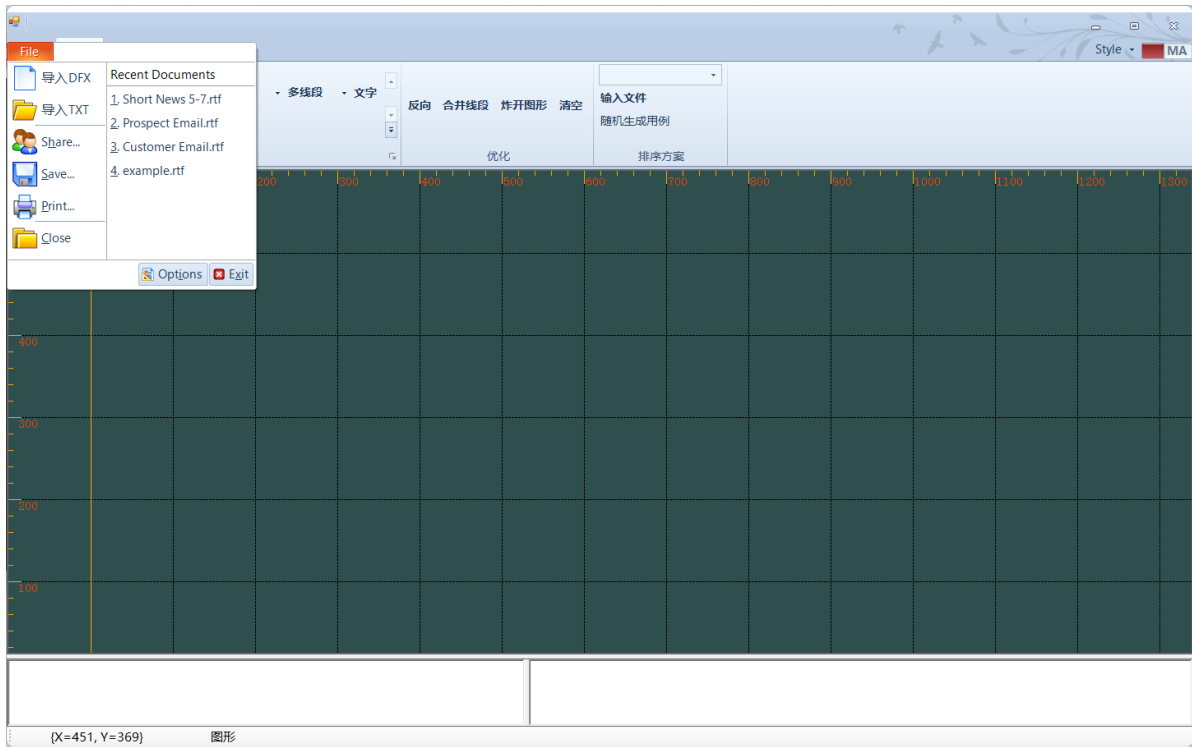 File
Style
MA
导入DFX
导入TXT
Share...
Save...
Print...
Close
Recent Documents
1. Short News 5-7.rtf
2. Prospect Email.rtf
3. Customer Email.rtf
4. example.rtf
Options
Exit
多线段
文字
反向
合并线段
炸开图形
清空
优化
输入文件
随机生成用例
排序方案
200
300
400
500
600
700
800
900
1000
1100
1200
1300
400
300
200
100
{X=451, Y=369}
图形